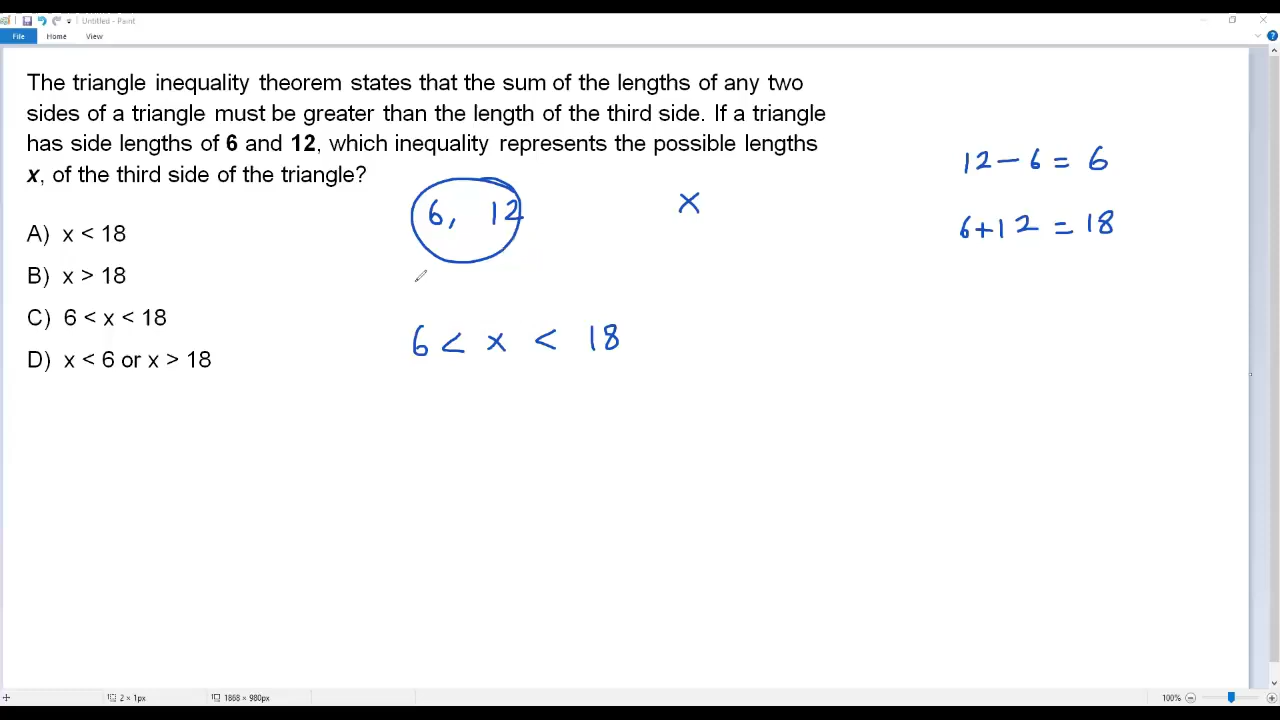 Untitled - Paint
File Home View
The triangle inequality theorem states that the sum of the lengths of any two
sides of a triangle must be greater than the length of the third side. If a triangle
has side lengths of 6 and 12, which inequality represents the possible lengths
x, of the third side of the triangle?
12 - 6 = 6
6, 12 x
6 + 12 = 18
A) x < 18
B) x > 18
C) 6 < x < 18
6 < x < 18
D) x < 6 or x > 18
2 × 1px 1868 × 980px 100%